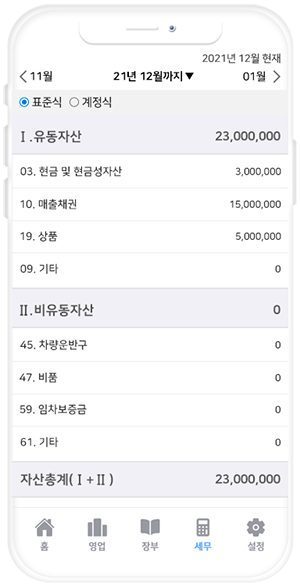 2021년 12월 현재
11월 21년 12월까지▼ 01월
표준식 계정식
Ⅰ.유동자산 23,000,000
03. 현금 및 현금성자산 3,000,000
10. 매출채권 15,000,000
19. 상품 5,000,000
09. 기타 0
Ⅱ.비유동자산 0
45. 차량운반구 0
47. 비품 0
59. 임차보증금 0
61. 기타 0
자산총계(Ⅰ+Ⅱ) 23,000,000
홈 영업 장부 세무 설정